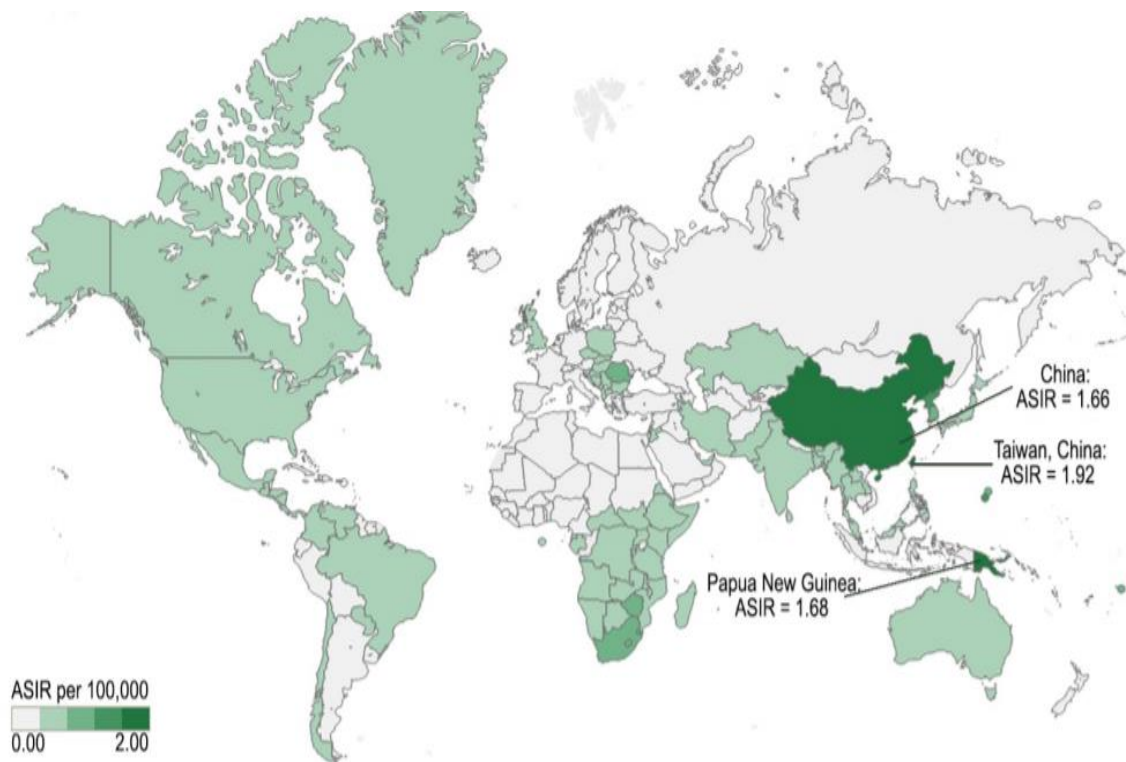 China:
ASIR = 1.66
Taiwan, China:
ASIR = 1.92
Papua New Guinea:
ASIR = 1.68
ASIR per 100,000
0.00 2.00